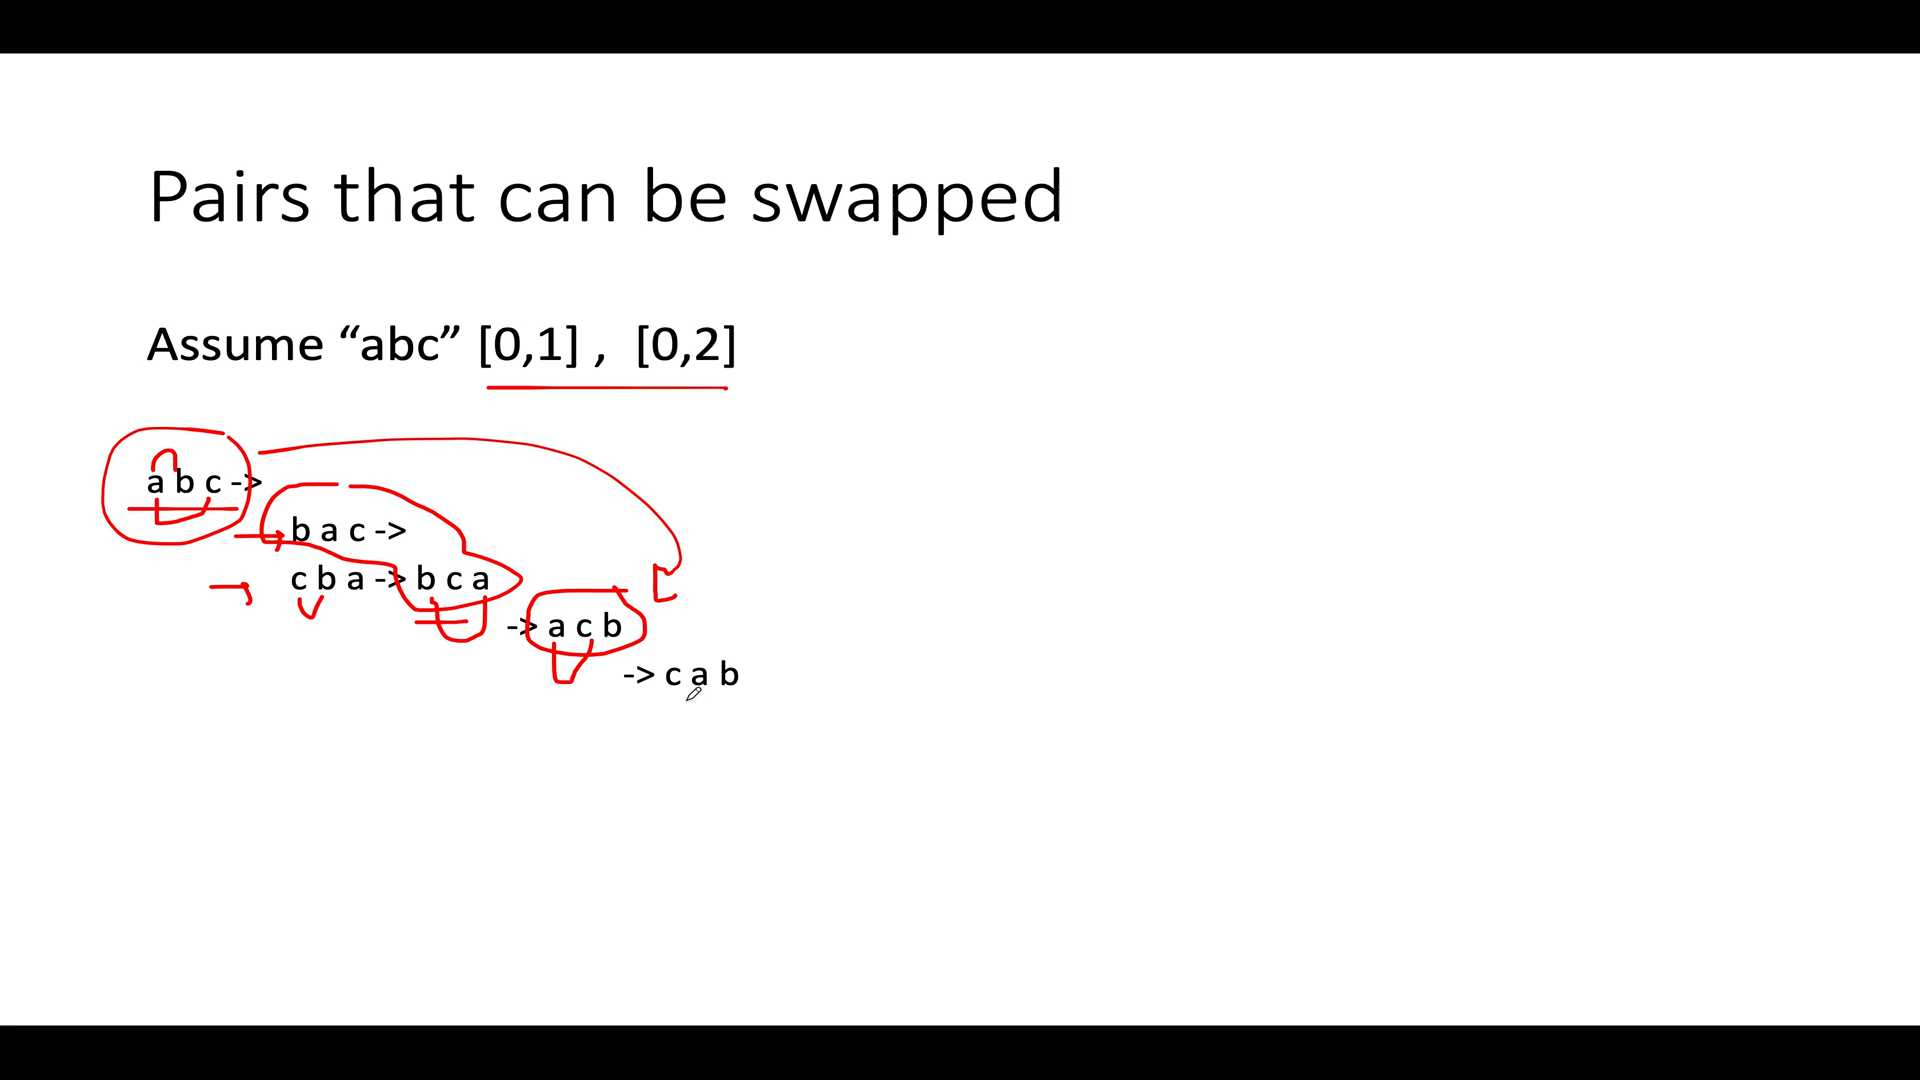 Pairs that can be swapped
Assume “abc” [0,1] , [0,2]
a b c ->
b a c ->
c b a -> b c a
-> a c b
-> c a b